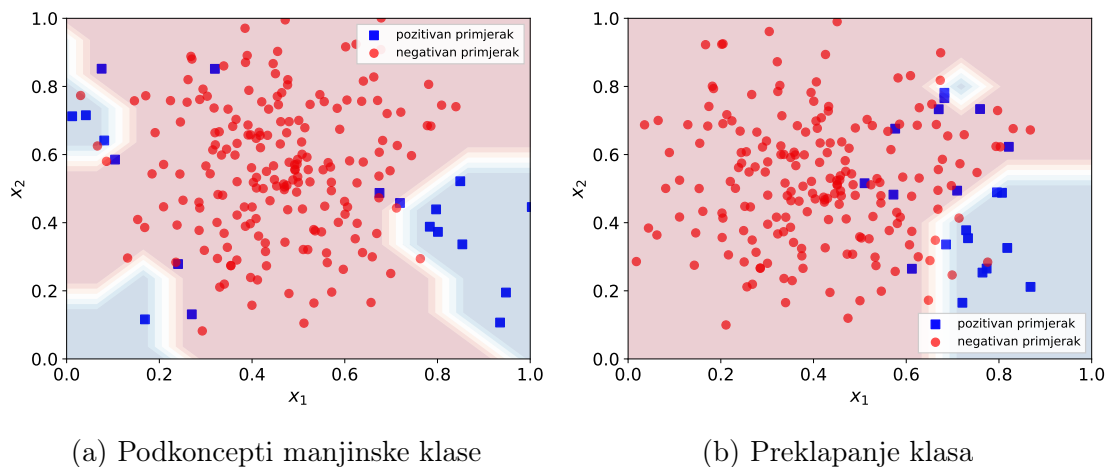 1.0
0.8
0.6
0.4
0.2
0.0
x2
0.0 0.2 0.4 0.6 0.8 1.0
x1
pozitivan primjerak
negativan primjerak
(a) Podkoncepti manjinske klase
1.0
0.8
0.6
0.4
0.2
0.0
x2
0.0 0.2 0.4 0.6 0.8 1.0
x1
pozitivan primjerak
negativan primjerak
(b) Preklapanje klasa